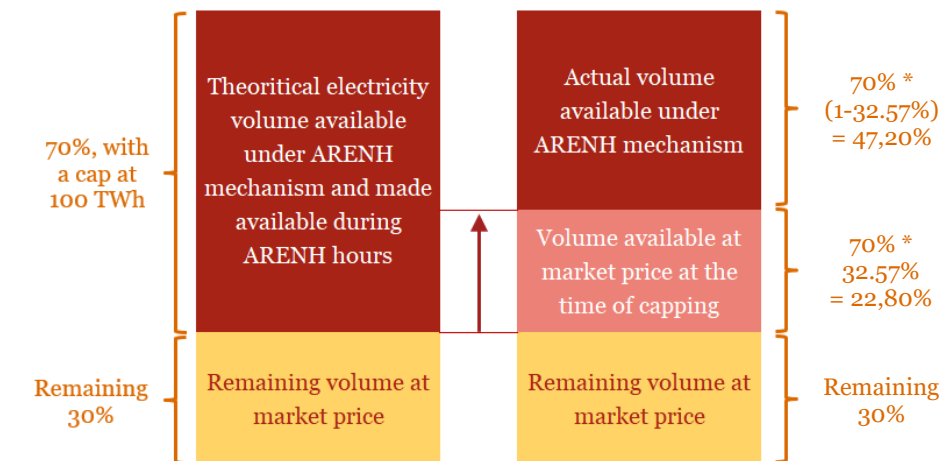 70%, with
a cap at
100 TWh
Theoritical electricity
volume available
under ARENH
mechanism and made
available during
ARENH hours
Actual volume
available under
ARENH mechanism
70% *
(1-32.57%)
= 47,20%
Volume available at
market price at the
time of capping
70% *
32.57%
= 22,80%
Remaining
30%
Remaining volume at
market price
Remaining volume at
market price
Remaining
30%